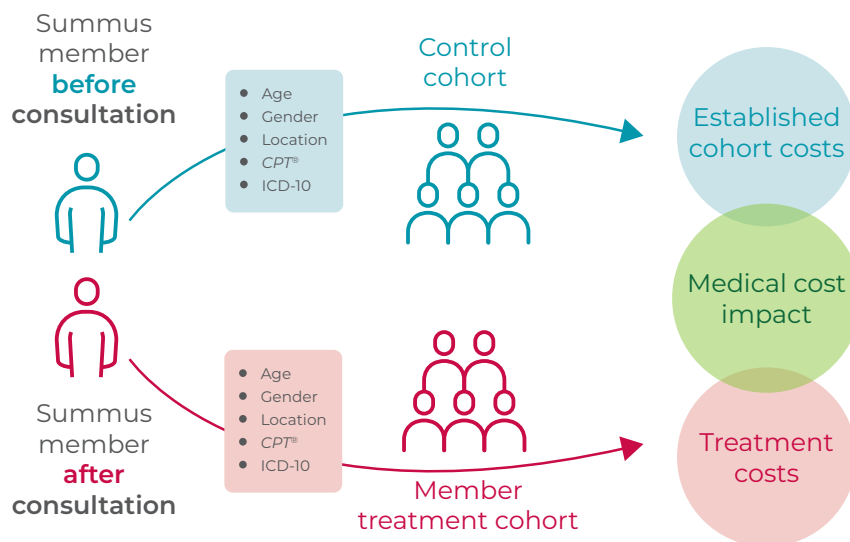 Summus
member
before
consultation
• Age
• Gender
• Location
• CPT®
• ICD-10
Control
cohort
Established
cohort costs
Medical cost
impact
Summus
member
after
consultation
• Age
• Gender
• Location
• CPT®
• ICD-10
Member
treatment cohort
Treatment
costs